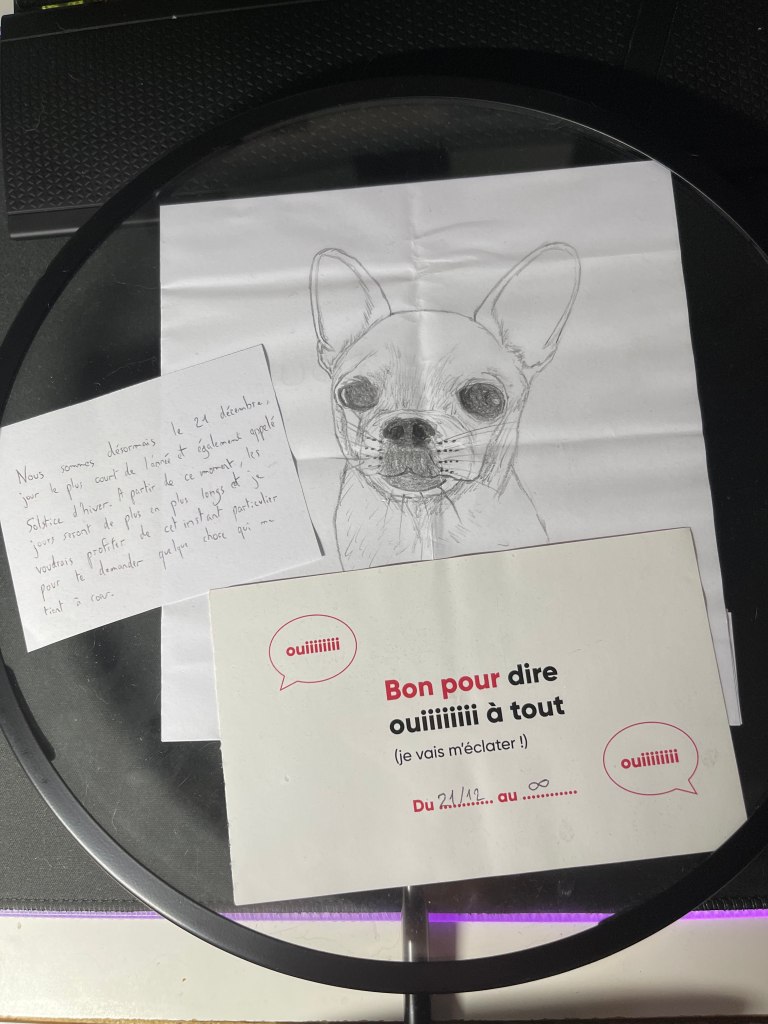 Nous sommes désormais le 21 décembre,
jour le plus court de l'année et également appelé
Solstice d'hiver. A partir de ce moment, les
jours seront de plus en plus longs et je
voudrais profiter de cet instant particulier
pour te demander quelque chose qui me
tient à cœur.
ouiiiiiiii
Bon pour dire
ouiiiiiiii à tout
(je vais m'éclater !)
ouiiiiiiii
Du 21/12 au ∞